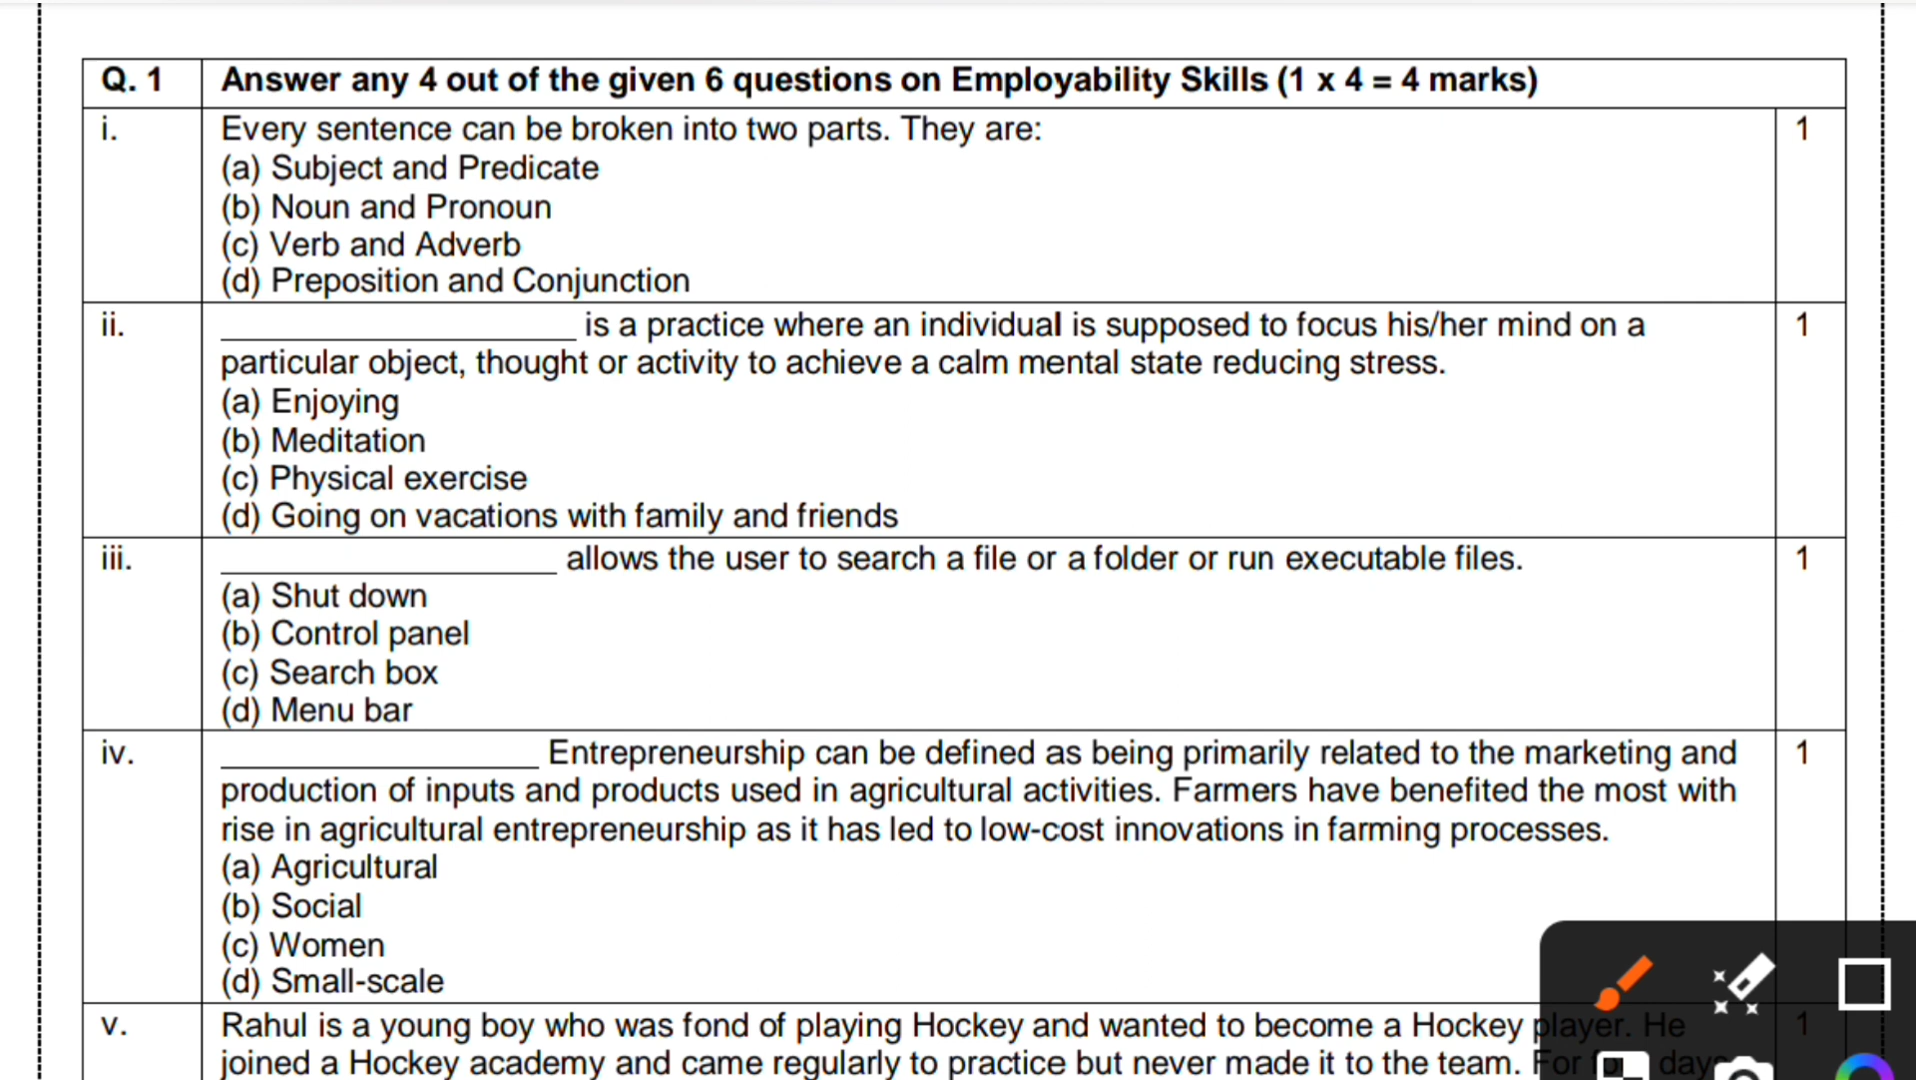 Q. 1 Answer any 4 out of the given 6 questions on Employability Skills (1 x 4 = 4 marks)
i. Every sentence can be broken into two parts. They are: 1
(a) Subject and Predicate
(b) Noun and Pronoun
(c) Verb and Adverb
(d) Preposition and Conjunction
ii. ____________________ is a practice where an individual is supposed to focus his/her mind on a 1
particular object, thought or activity to achieve a calm mental state reducing stress.
(a) Enjoying
(b) Meditation
(c) Physical exercise
(d) Going on vacations with family and friends
iii. ___________________ allows the user to search a file or a folder or run executable files. 1
(a) Shut down
(b) Control panel
(c) Search box
(d) Menu bar
iv. __________________ Entrepreneurship can be defined as being primarily related to the marketing and 1
production of inputs and products used in agricultural activities. Farmers have benefited the most with
rise in agricultural entrepreneurship as it has led to low-cost innovations in farming processes.
(a) Agricultural
(b) Social
(c) Women
(d) Small-scale
v. Rahul is a young boy who was fond of playing Hockey and wanted to become a Hockey player. He 1
joined a Hockey academy and came regularly to practice but never made it to the team. For